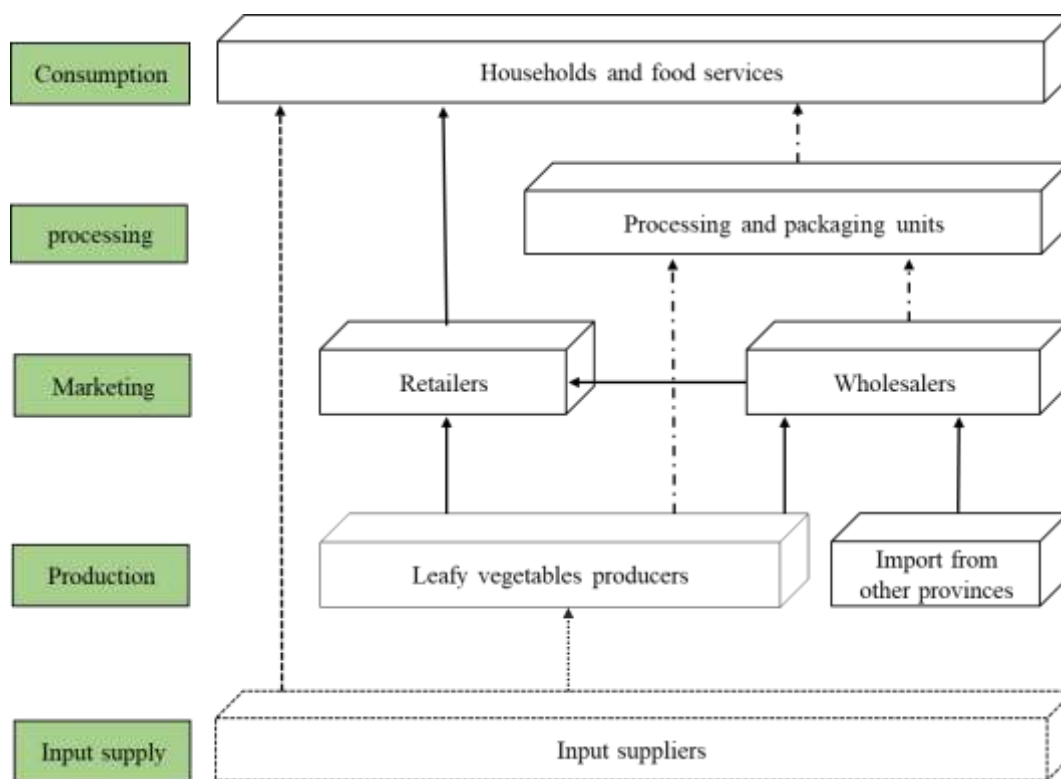 Consumption
Households and food services
processing
Processing and packaging units
Marketing
Retailers
Wholesalers
Production
Leafy vegetables producers
Import from
other provinces
Input supply
Input suppliers